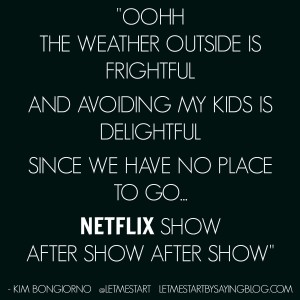 "OOHH
THE WEATHER OUTSIDE IS
FRIGHTFUL
AND AVOIDING MY KIDS IS
DELIGHTFUL
SINCE WE HAVE NO PLACE
TO GO...
NETFLIX SHOW
AFTER SHOW AFTER SHOW"
- KIM BONGIORNO @LETMESTART LETMESTARTBYSAYINGBLOG.COM